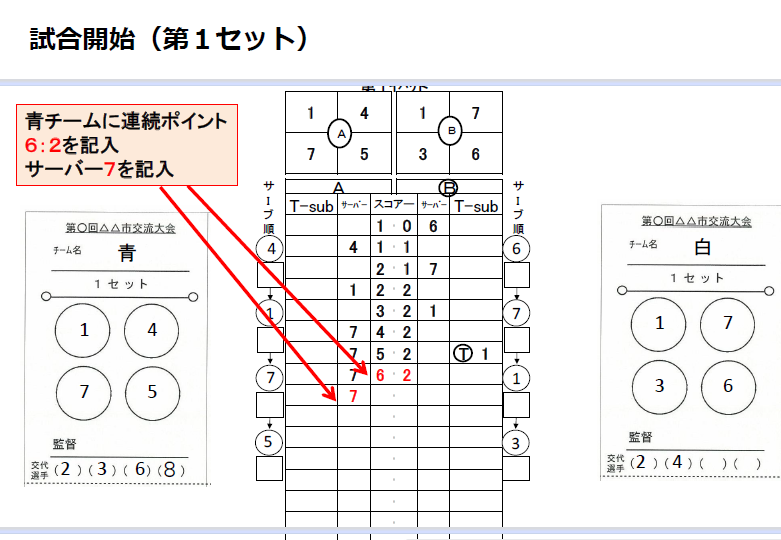 試合開始（第１セット）
青チームに連続ポイント
６:２を記入
サーバー７を記入
1 4 1 7
A B
7 5 3 6
サーブ順 A B サーブ順
T-sub サーバー スコアー サーバー T-sub
1 · 0 6
4 4 1 · 1 6
2 · 1 7
1 2 · 2
1 3 · 2 1 7
7 4 · 2
7 5 · 2 T 1
7 7 6 · 2 1
7
5 3
第〇回△△市交流大会
チーム名 青
１セット
1 4
7 5
監督
交代選手 (2) (3) (6) (8)
第〇回△△市交流大会
チーム名 白
１セット
1 7
3 6
監督
交代選手 (2) (4) ( ) ( )